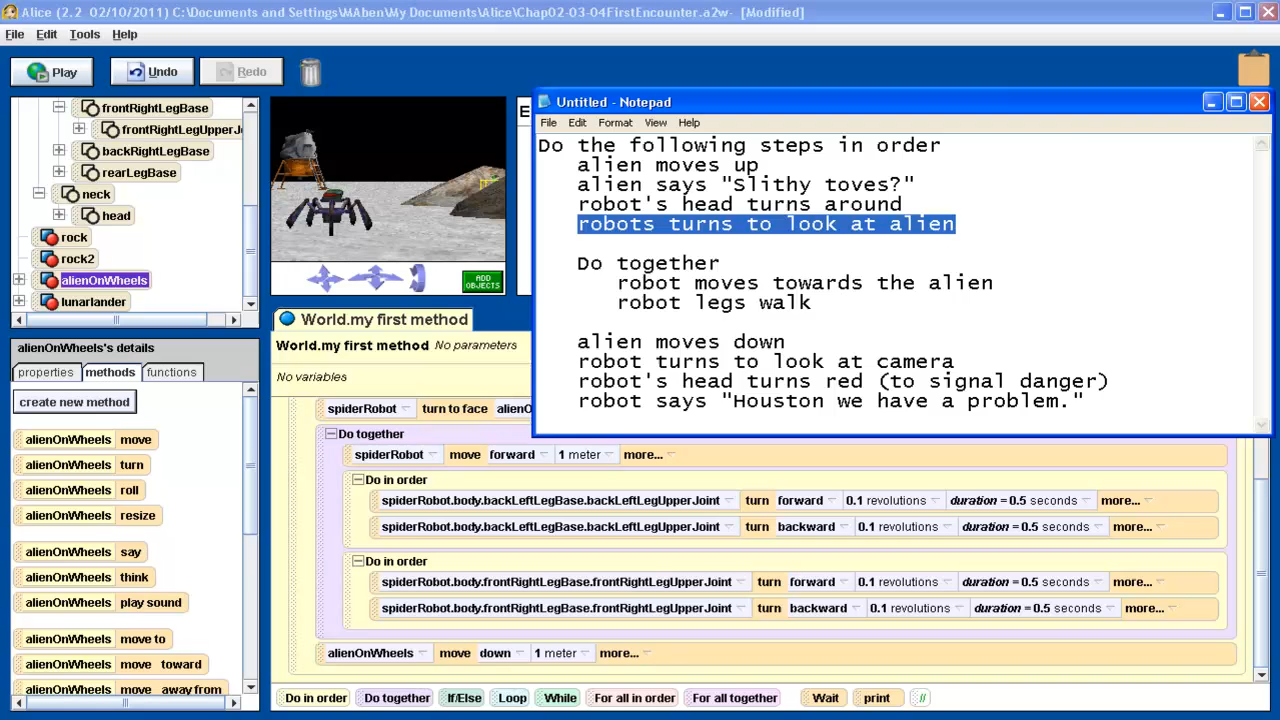 Alice (2.2 02/10/2011) C:\Documents and Settings\MAben\My Documents\Alice\Chap02-03-04FirstEncounter.a2w- [Modified]
File Edit Tools Help
Play Undo Redo
frontRightLegBase
frontRightLegUpperJo
backRightLegBase
rearLegBase
neck
head
rock
rock2
alienOnWheels
lunarlander
ADD
OBJECTS
E
Untitled - Notepad
File Edit Format View Help
Do the following steps in order
alien moves up
alien says "Slithy toves?"
robot's head turns around
robots turns to look at alien
Do together
robot moves towards the alien
robot legs walk
alien moves down
robot turns to look at camera
robot's head turns red (to signal danger)
robot says "Houston we have a problem."
alienOnWheels's details
properties methods functions
create new method
alienOnWheels move
alienOnWheels turn
alienOnWheels roll
alienOnWheels resize
alienOnWheels say
alienOnWheels think
alienOnWheels play sound
alienOnWheels move to
alienOnWheels move toward
alienOnWheels move away from
World.my first method
World.my first method No parameters
No variables
spiderRobot turn to face alienO
Do together
spiderRobot move forward 1 meter more...
Do in order
spiderRobot.body.backLeftLegBase.backLeftLegUpperJoint turn forward 0.1 revolutions duration = 0.5 seconds more...
spiderRobot.body.backLeftLegBase.backLeftLegUpperJoint turn backward 0.1 revolutions duration = 0.5 seconds more...
Do in order
spiderRobot.body.frontRightLegBase.frontRightLegUpperJoint turn forward 0.1 revolutions duration = 0.5 seconds more...
spiderRobot.body.frontRightLegBase.frontRightLegUpperJoint turn backward 0.1 revolutions duration = 0.5 seconds more...
alienOnWheels move down 1 meter more...
Do in order Do together If/Else Loop While For all in order For all together Wait print //